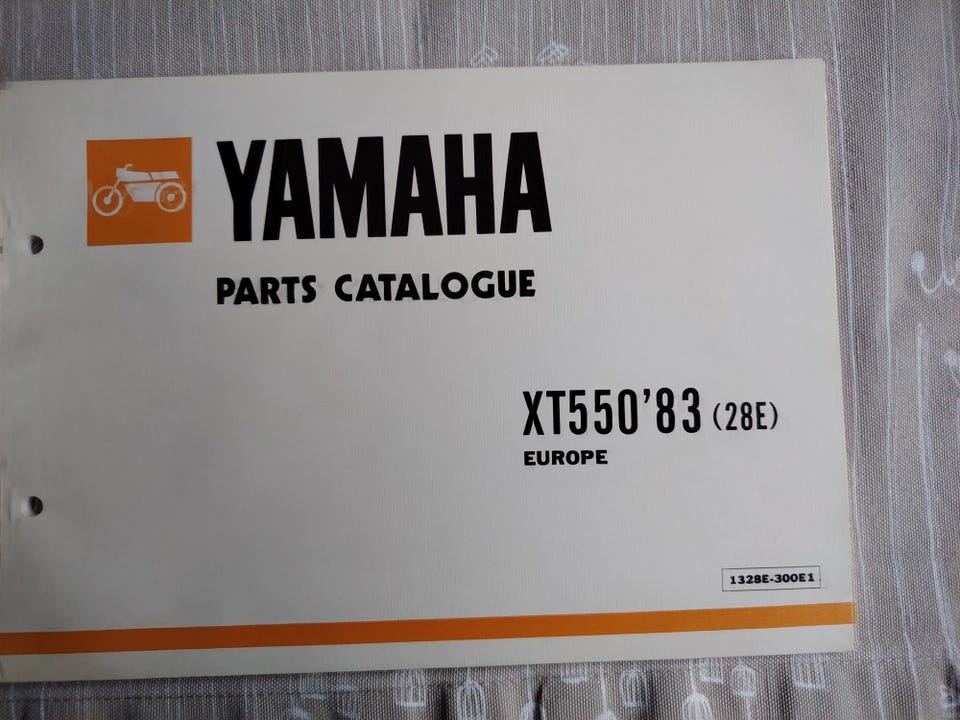 YAMAHA
PARTS CATALOGUE
XT550'83 (28E)
EUROPE
1328E-300E1